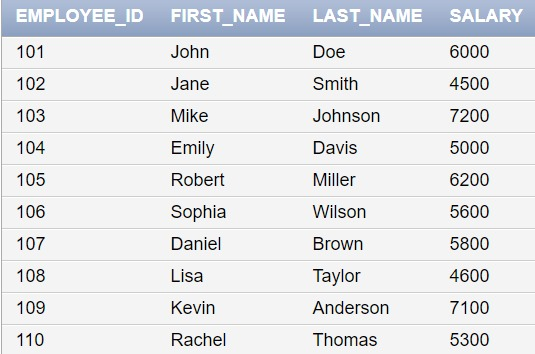 EMPLOYEE_ID FIRST_NAME LAST_NAME SALARY
101 John Doe 6000
102 Jane Smith 4500
103 Mike Johnson 7200
104 Emily Davis 5000
105 Robert Miller 6200
106 Sophia Wilson 5600
107 Daniel Brown 5800
108 Lisa Taylor 4600
109 Kevin Anderson 7100
110 Rachel Thomas 5300